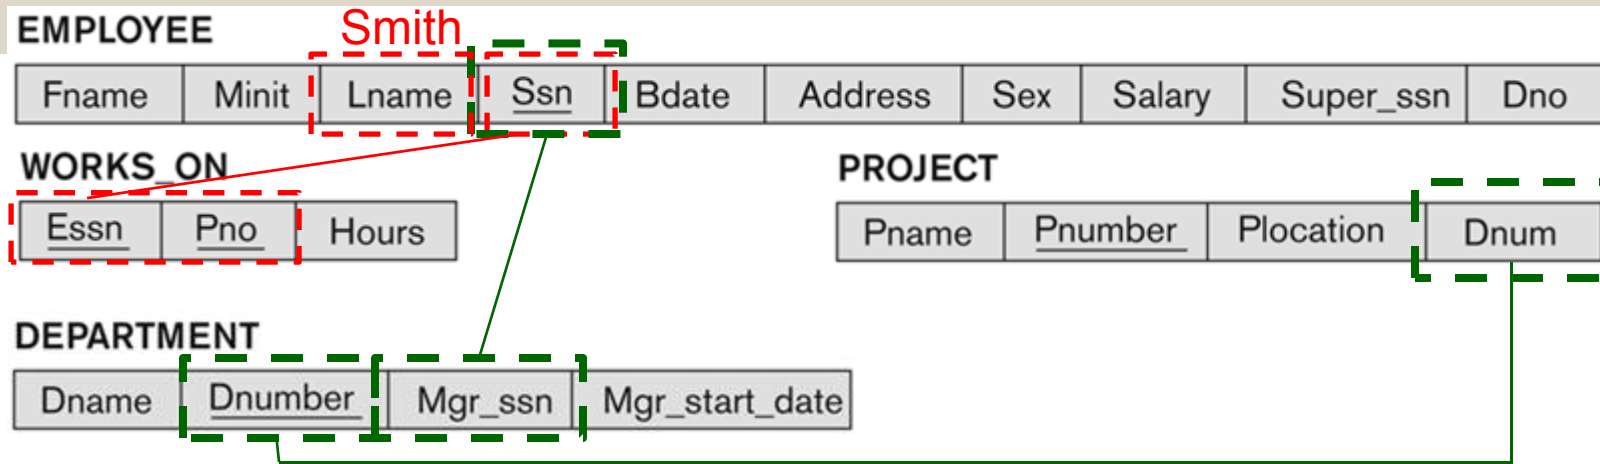 EMPLOYEE Smith
Fname Minit Lname Ssn Bdate Address Sex Salary Super_ssn Dno
WORKS_ON
Essn Pno Hours
PROJECT
Pname Pnumber Plocation Dnum
DEPARTMENT
Dname Dnumber Mgr_ssn Mgr_start_date